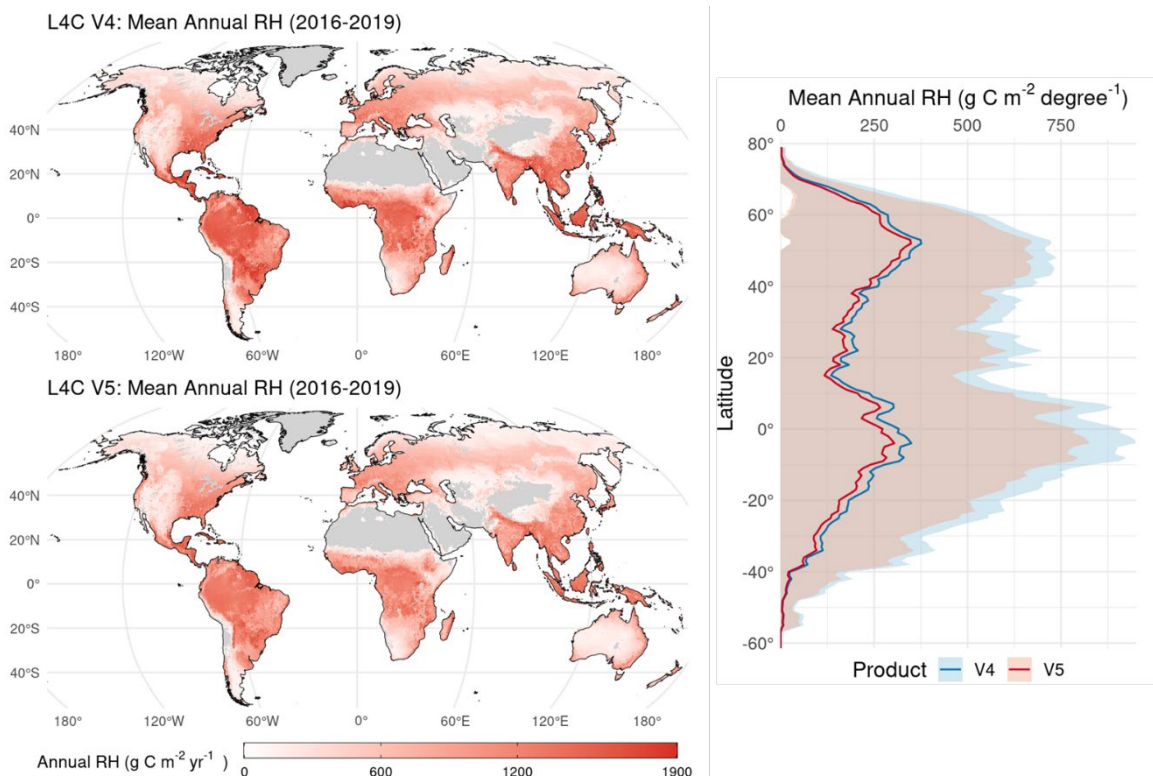 L4C V4: Mean Annual RH (2016-2019)
40°N
20°N
0°
20°S
40°S
180° 120°W 60°W 0° 60°E 120°E 180°
L4C V5: Mean Annual RH (2016-2019)
40°N
20°N
0°
20°S
40°S
180° 120°W 60°W 0° 60°E 120°E 180°
Annual RH (g C m⁻² yr⁻¹ )
0 600 1200 1900
Mean Annual RH (g C m⁻² degree⁻¹)
0 250 500 750
80°
60°
40°
20°
0°
-20°
-40°
-60°
Latitude
Product V4 V5